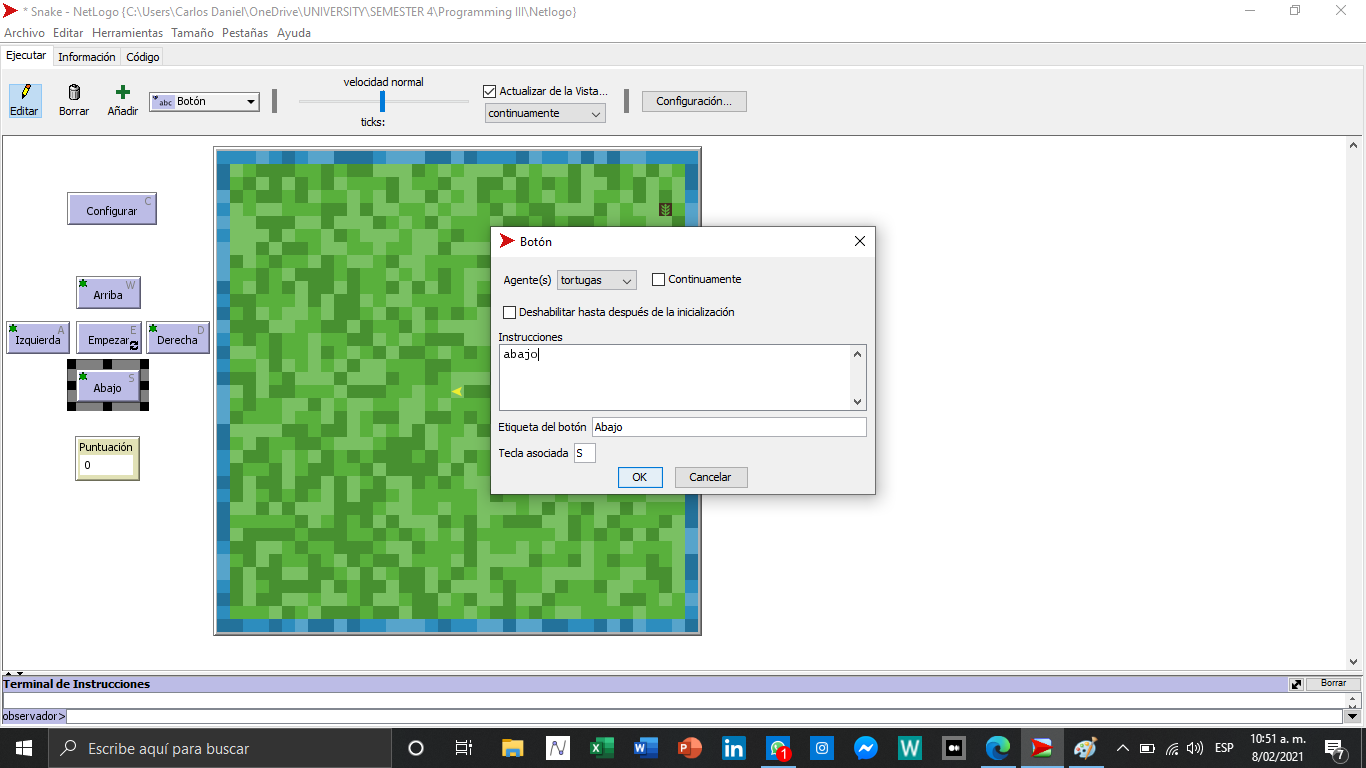 * Snake - NetLogo {C:\Users\Carlos Daniel\OneDrive\UNIVERSITY\SEMESTER 4\Programming III\Netlogo}
Archivo Editar Herramientas Tamaño Pestañas Ayuda
Ejecutar Información Código
velocidad normal
Editar Borrar Añadir
abc Botón
ticks:
Actualizar de la Vista...
continuamente
Configuración...
Configurar C
Arriba W
Izquierda A
Empezar E
Derecha D
Abajo S
Puntuación
0
Botón
Agente(s) tortugas Continuamente
Deshabilitar hasta después de la inicialización
Instrucciones
abajo
Etiqueta del botón Abajo
Tecla asociada S
OK Cancelar
Terminal de Instrucciones Borrar
observador>
Escribe aquí para buscar
1
ESP
10:51 a. m.
8/02/2021
7